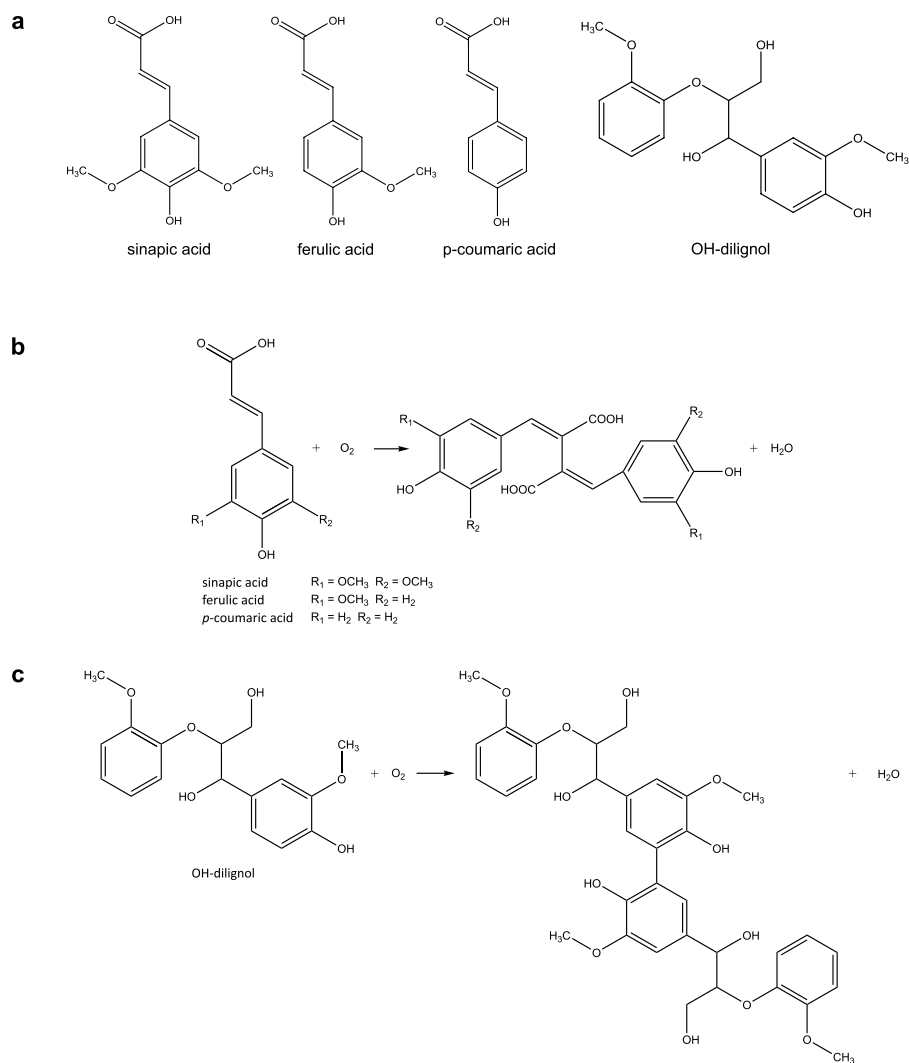 a
O OH
O OH
O OH
H₃C O
OH
O
H₃C O
O CH₃
OH
O CH₃
OH
OH
HO
O CH₃
OH
sinapic acid ferulic acid p-coumaric acid OH-dilignol
b
O OH
+ O₂
R₁
HO
R₂
COOH
HOOC
R₂
OH
R₁
+ H₂O
R₁ R₂
OH
sinapic acid R₁ = OCH₃ R₂ = OCH₃
ferulic acid R₁ = OCH₃ R₂ = H₂
p-coumaric acid R₁ = H₂ R₂ = H₂
c
H₃C O
OH
O
HO
CH₃
O
OH
OH-dilignol
+ O₂
H₃C O
OH
O
HO
O CH₃
OH
HO
H₃C O
OH
O
OH
O CH₃
+ H₂O